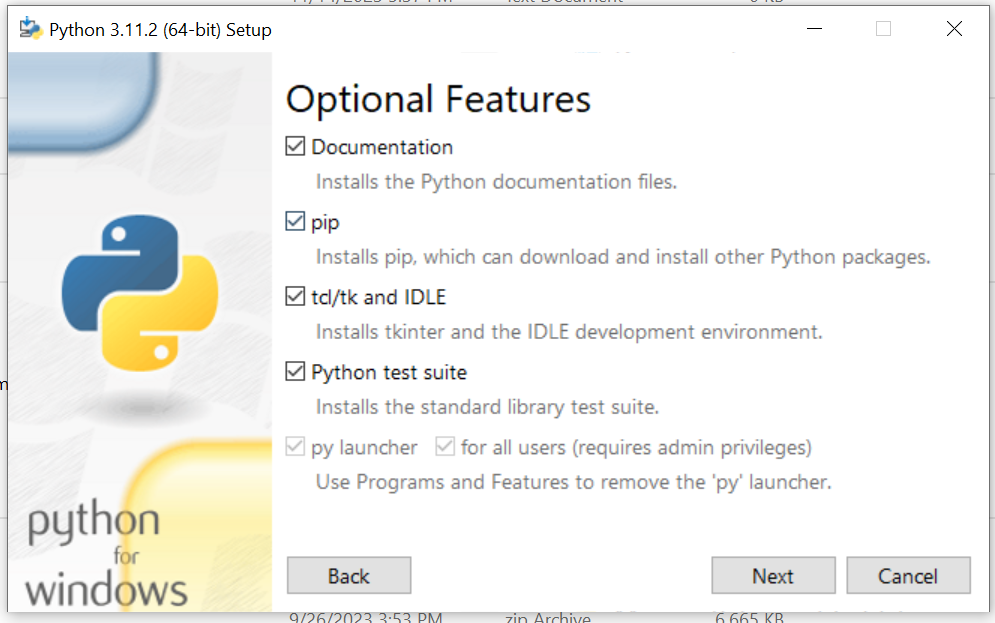 Python 3.11.2 (64-bit) Setup
Optional Features
Documentation
Installs the Python documentation files.
pip
Installs pip, which can download and install other Python packages.
tcl/tk and IDLE
Installs tkinter and the IDLE development environment.
Python test suite
Installs the standard library test suite.
py launcher for all users (requires admin privileges)
Use Programs and Features to remove the 'py' launcher.
python
for
windows
Back Next Cancel
9/26/2023 3:53 PM zip Archive 6,665 KB